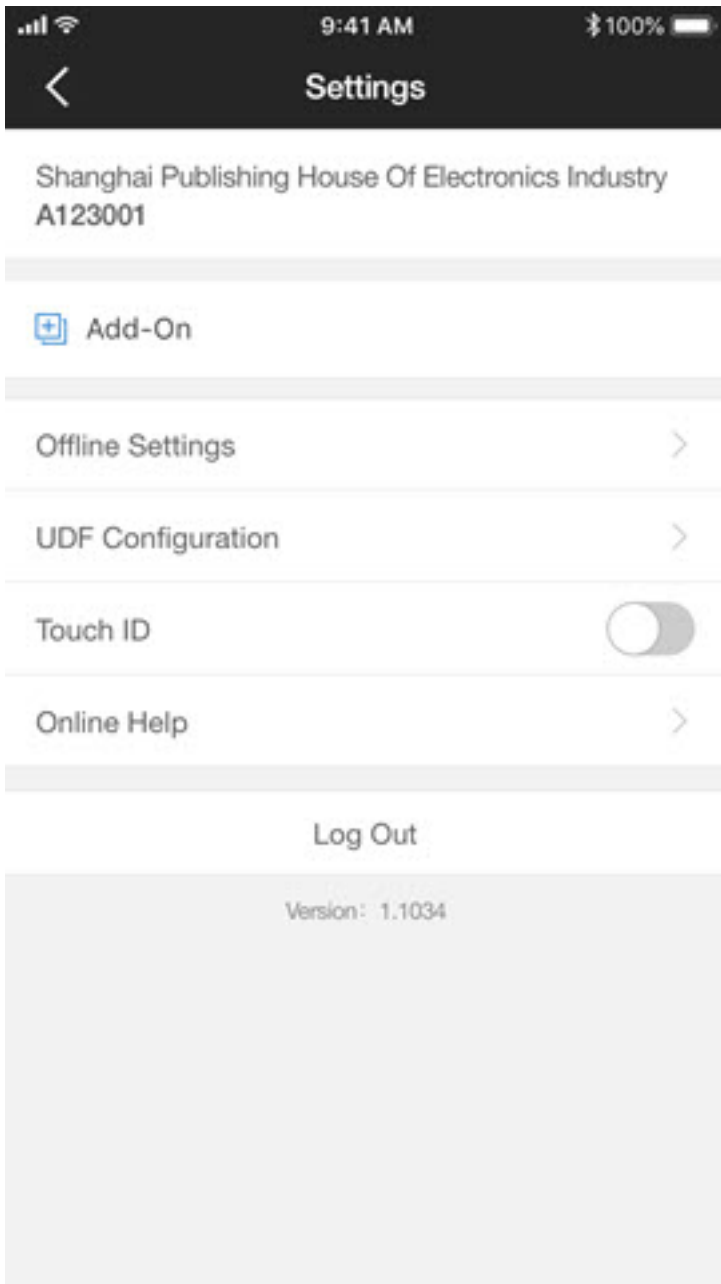 9:41 AM
100%
Settings
Shanghai Publishing House Of Electronics Industry
A123001
Add-On
Offline Settings
UDF Configuration
Touch ID
Online Help
Log Out
Version： 1.1034